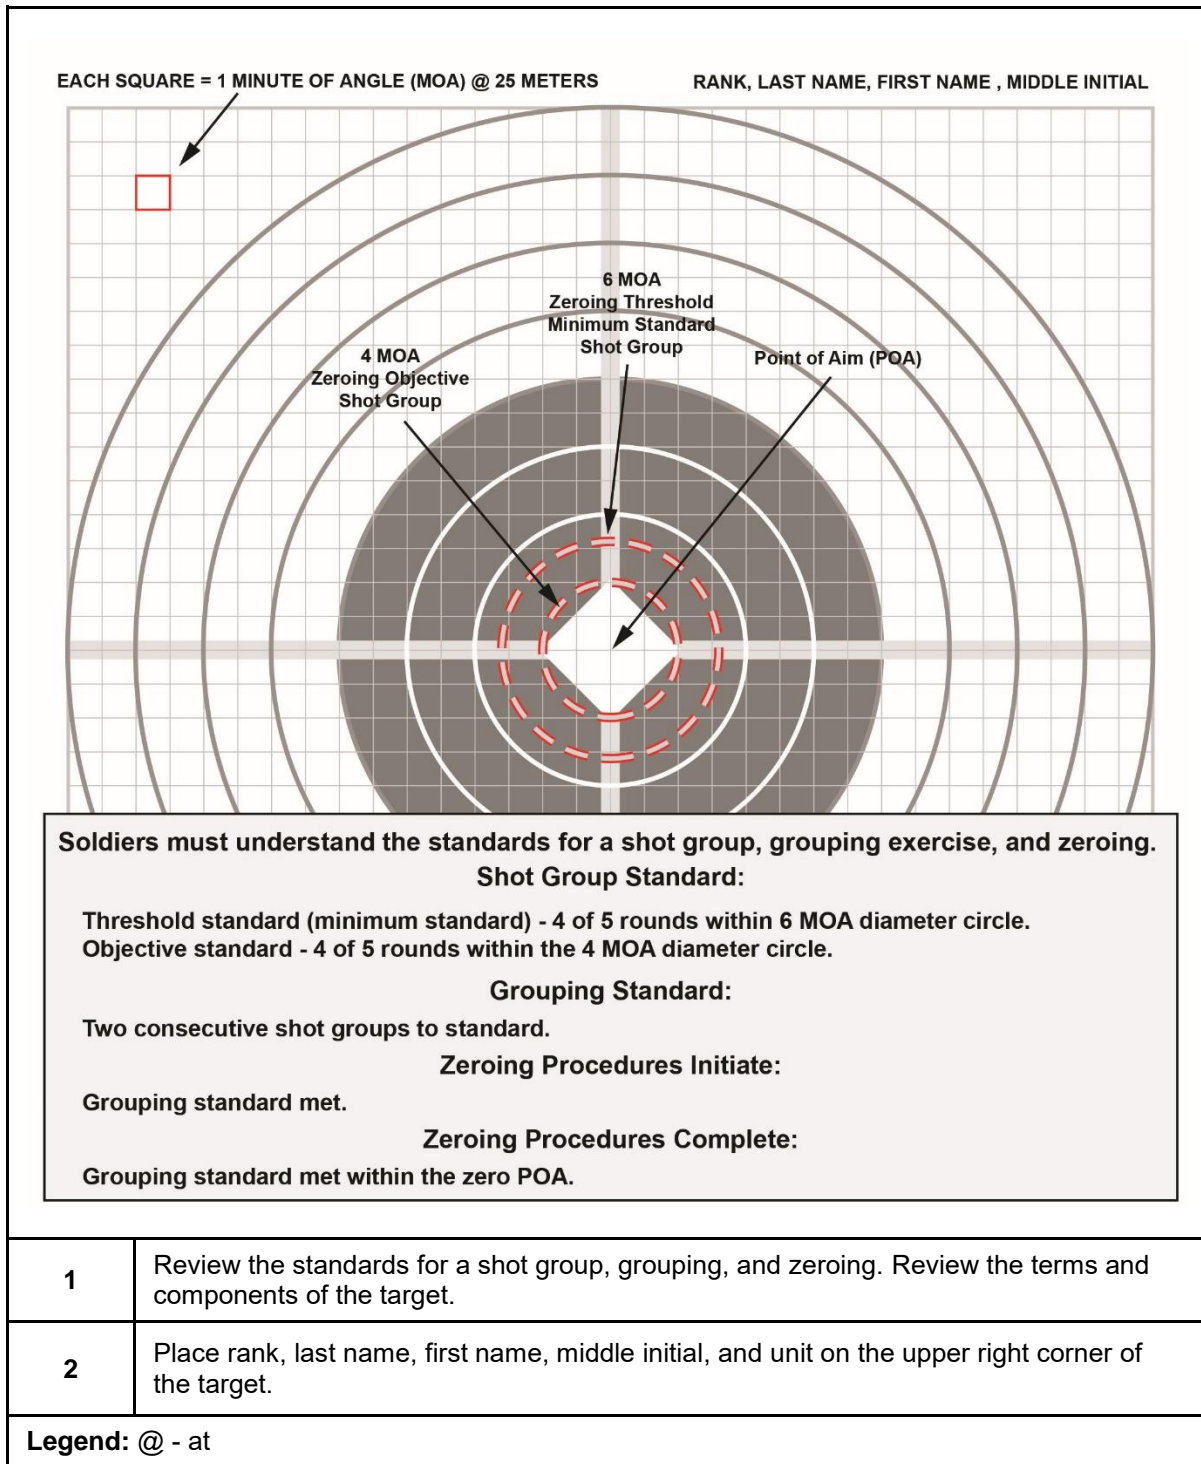 EACH SQUARE = 1 MINUTE OF ANGLE (MOA) @ 25 METERS
RANK, LAST NAME, FIRST NAME , MIDDLE INITIAL
6 MOA
Zeroing Threshold
Minimum Standard
Shot Group
4 MOA
Zeroing Objective
Shot Group
Point of Aim (POA)
Soldiers must understand the standards for a shot group, grouping exercise, and zeroing.
Shot Group Standard:
Threshold standard (minimum standard) - 4 of 5 rounds within 6 MOA diameter circle.
Objective standard - 4 of 5 rounds within the 4 MOA diameter circle.
Grouping Standard:
Two consecutive shot groups to standard.
Zeroing Procedures Initiate:
Grouping standard met.
Zeroing Procedures Complete:
Grouping standard met within the zero POA.
1
Review the standards for a shot group, grouping, and zeroing. Review the terms and
components of the target.
2
Place rank, last name, first name, middle initial, and unit on the upper right corner of
the target.
Legend: @ - at